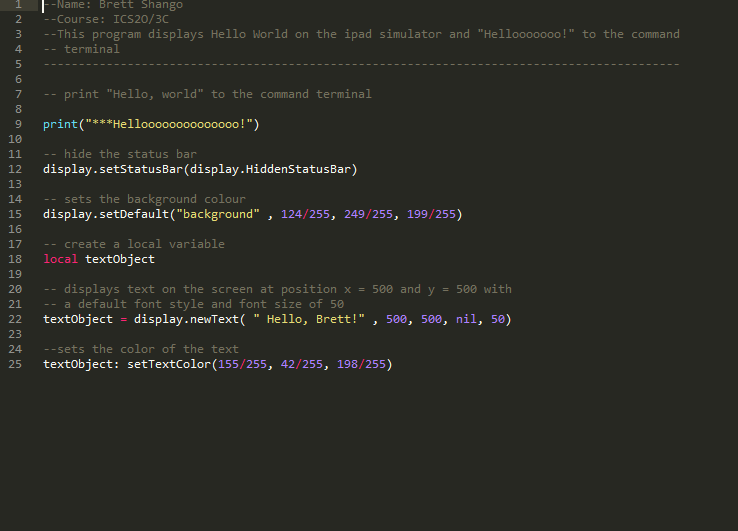 1 --Name: Brett Shango
2 --Course: ICS2O/3C
3 --This program displays Hello World on the ipad simulator and "Hellooooooo!" to the command
4 -- terminal
5 -------------------------------------------------------------------------------------------
6
7 -- print "Hello, world" to the command terminal
8
9 print("***Helloooooooooooooo!")
10
11 -- hide the status bar
12 display.setStatusBar(display.HiddenStatusBar)
13
14 -- sets the background colour
15 display.setDefault("background" , 124/255, 249/255, 199/255)
16
17 -- create a local variable
18 local textObject
19
20 -- displays text on the screen at position x = 500 and y = 500 with
21 -- a default font style and font size of 50
22 textObject = display.newText( " Hello, Brett!" , 500, 500, nil, 50)
23
24 --sets the color of the text
25 textObject: setTextColor(155/255, 42/255, 198/255)